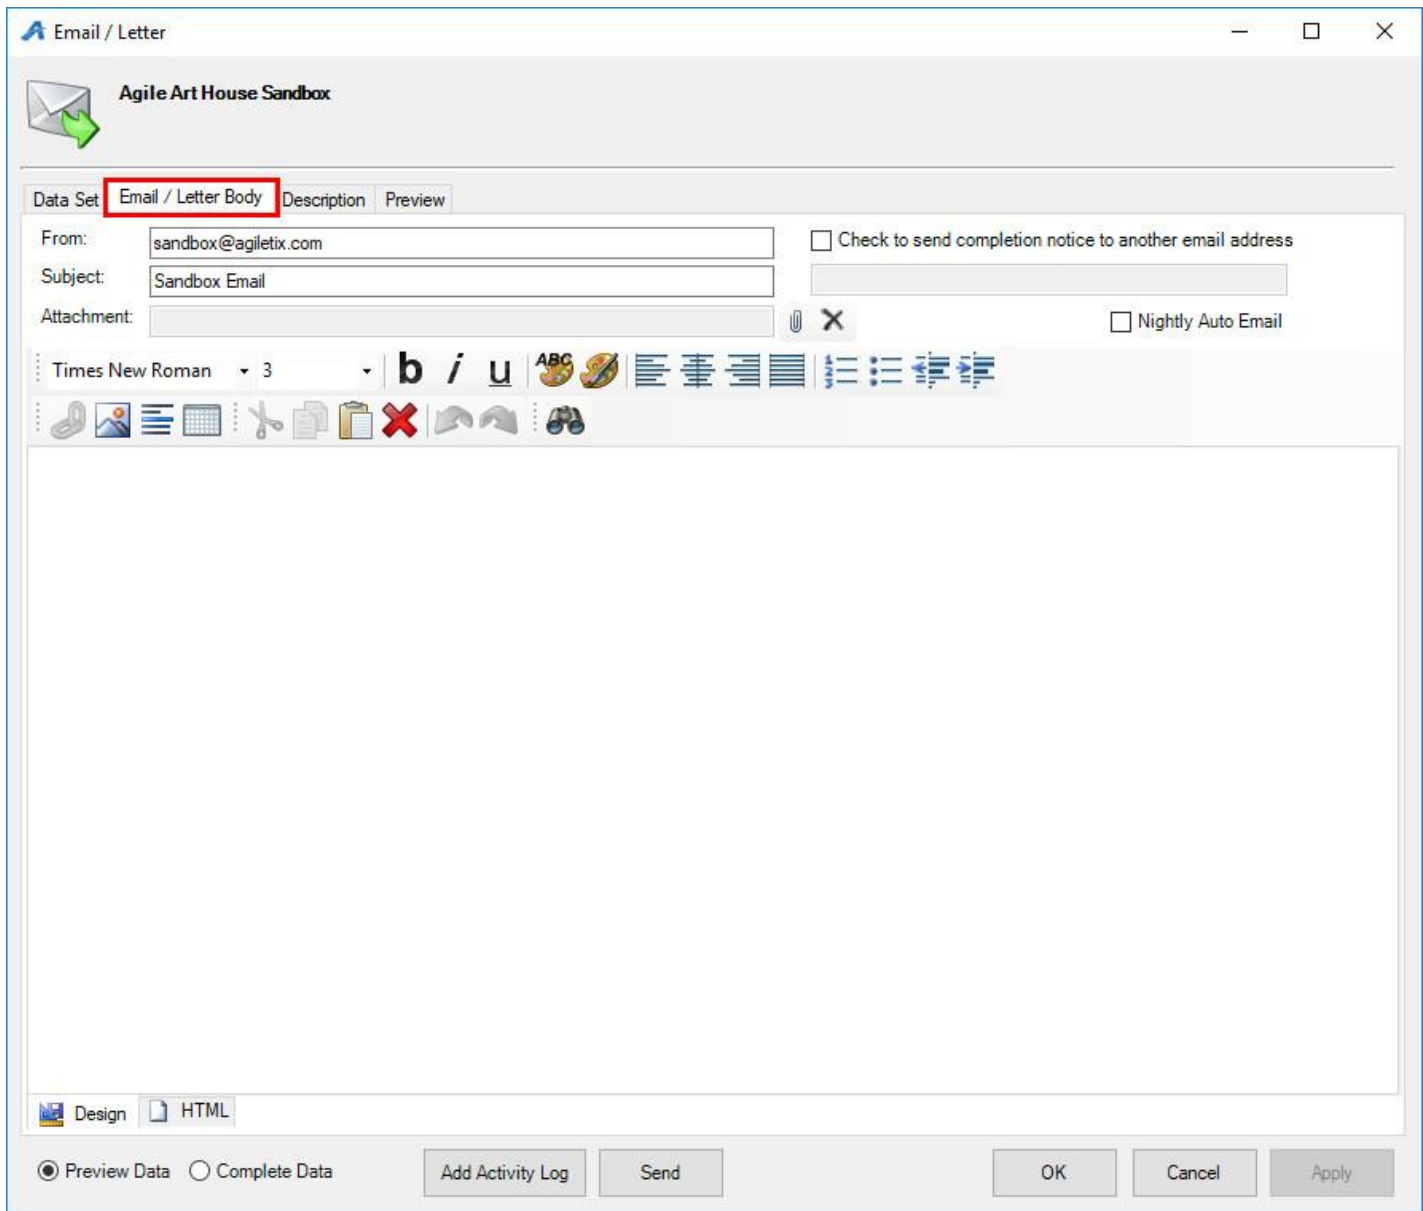 Email / Letter
Agile Art House Sandbox
Data Set Email / Letter Body Description Preview
From: sandbox@agiletix.com Check to send completion notice to another email address
Subject: Sandbox Email
Attachment: Nightly Auto Email
Times New Roman 3 b i u ABC
Design HTML
Preview Data Complete Data Add Activity Log Send OK Cancel Apply